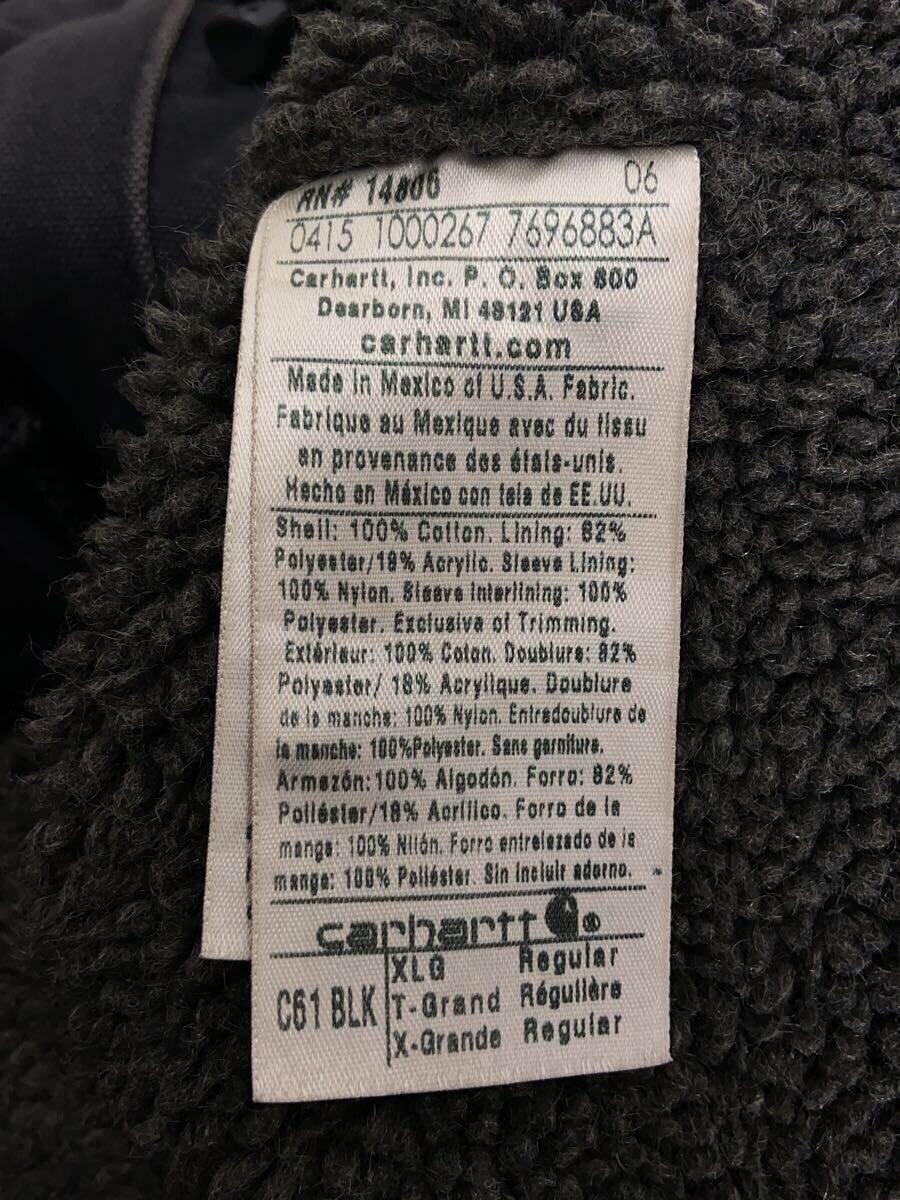 RN# 14806 06
0415 1000267 7696883A
Carhartt, Inc. P. O. Box 600
Dearborn, MI 48121 USA
carhartt.com
Made in Mexico of U.S.A. Fabric.
Fabrique au Mexique avec du tissu
en provenance des états-unis.
Hecho en México con tela de EE.UU.
Shell: 100% Cotton. Lining: 82%
Polyester/18% Acrylic. Sleeve Lining:
100% Nylon. Sleeve Interlining: 100%
Polyester. Exclusive of Trimming.
Extérieur: 100% Coton. Doublure: 82%
Polyester/ 18% Acrylique. Doublure
de la manche: 100% Nylon. Entredoublure de
la manche: 100%Polyester. Sans garniture.
Armazón:100% Algodón. Forro: 82%
Poliéster/18% Acrílico. Forro de la
manga: 100% Nilón. Forro entrelazado de la
manga: 100% Poliéster. Sin incluir adorno.
carhartt ®
C61 BLK XLG Regular
T-Grand Régulière
X-Grande Regular